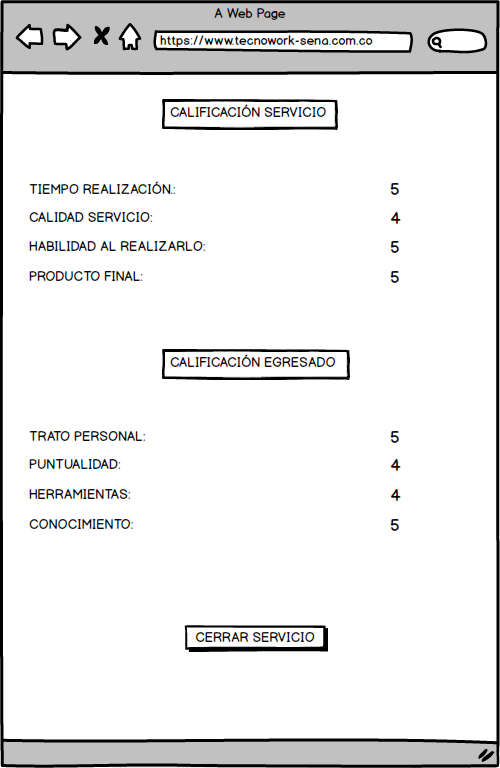 A Web Page
https://www.tecnowork-sena.com.co
CALIFICACIÓN SERVICIO
TIEMPO REALIZACIÓN.: 5
CALIDAD SERVICIO: 4
HABILIDAD AL REALIZARLO: 5
PRODUCTO FINAL: 5
CALIFICACIÓN EGRESADO
TRATO PERSONAL: 5
PUNTUALIDAD: 4
HERRAMIENTAS: 4
CONOCIMIENTO: 5
CERRAR SERVICIO